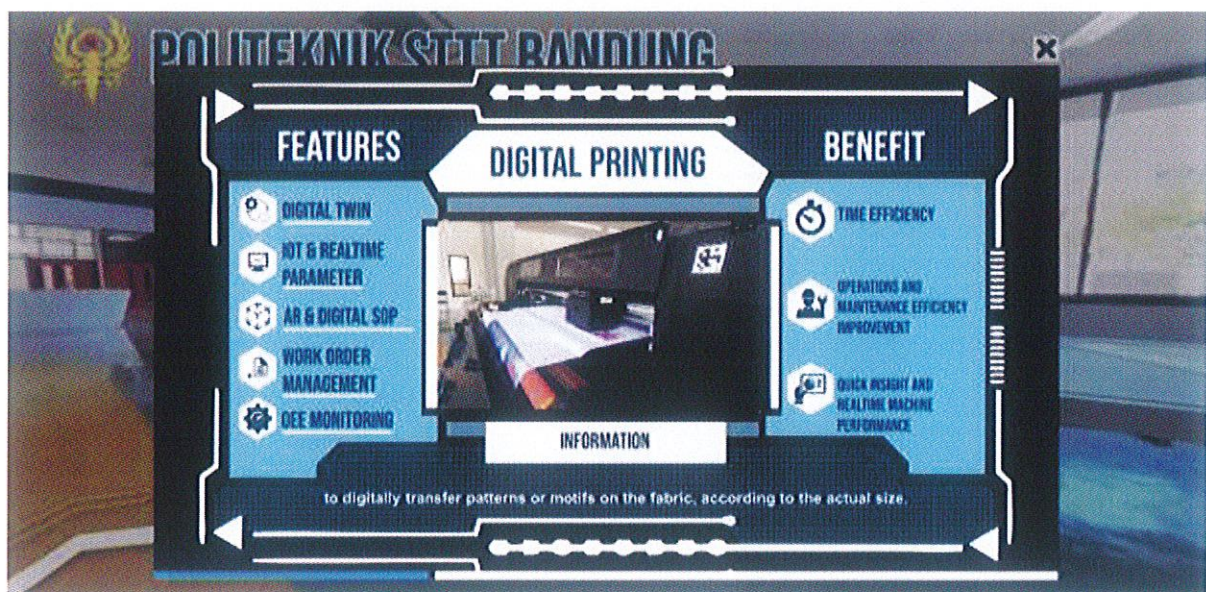 POLITEKNIK STTT BANDUNG
X
FEATURES
DIGITAL TWIN
IOT & REALTIME
PARAMETER
AR & DIGITAL SOP
WORK ORDER
MANAGEMENT
OEE MONITORING
DIGITAL PRINTING
INFORMATION
BENEFIT
TIME EFFICIENCY
OPERATIONS AND
MAINTENANCE EFFICIENCY
IMPROVEMENT
QUICK INSIGHT AND
REALTIME MACHINE
PERFORMANCE
to digitally transfer patterns or motifs on the fabric, according to the actual size.